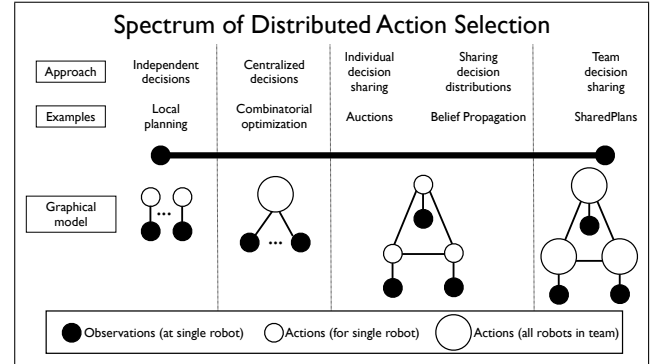 Spectrum of Distributed Action Selection
Approach
Independent
decisions
Centralized
decisions
Individual
decision
sharing
Sharing
decision
distributions
Team
decision
sharing
Examples
Local
planning
Combinatorial
optimization
Auctions
Belief Propagation
SharedPlans
Graphical
model
...
...
Observations (at single robot)
Actions (for single robot)
Actions (all robots in team)